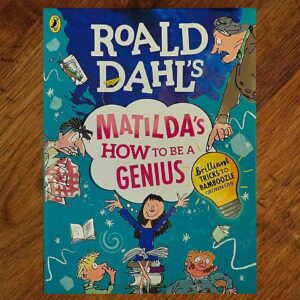 ROALD
DAHL'S
MATILDA'S
HOW TO BE A
GENIUS
Brilliant
TRICKS TO
BAMBOOZLE
GROWN-UPS